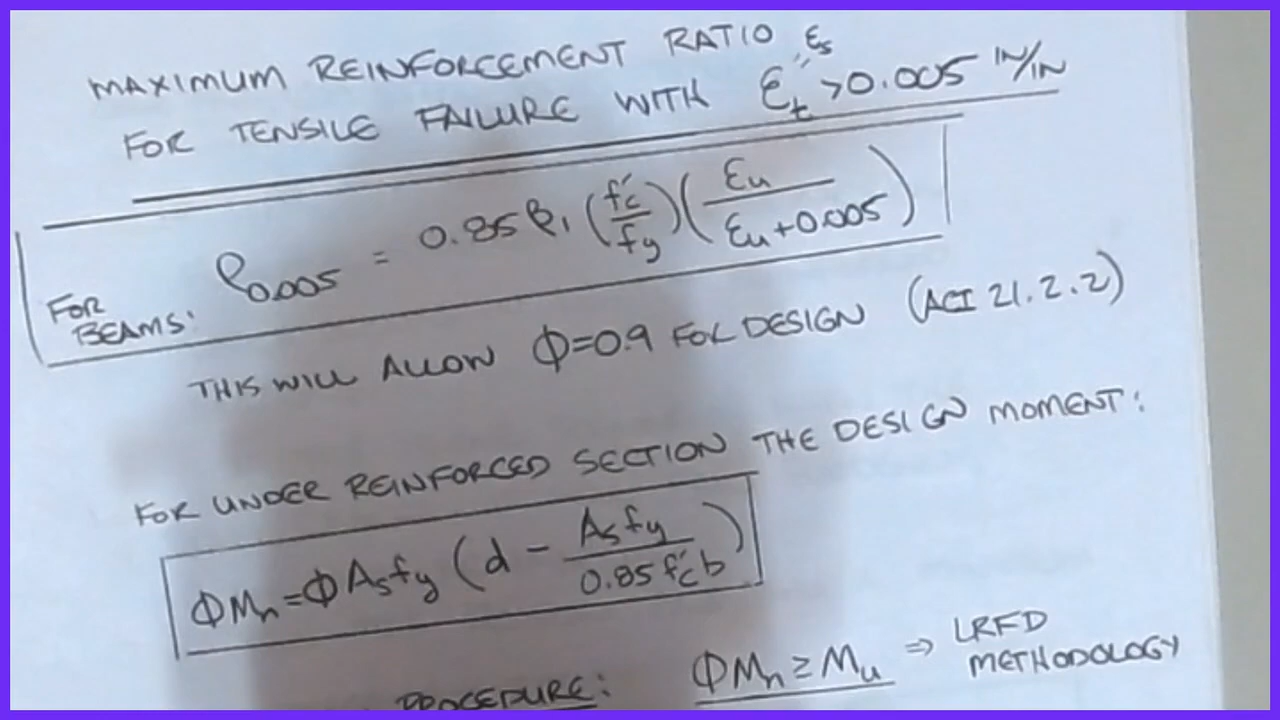 MAXIMUM REINFORCEMENT RATIO
"εs
FOR TENSILE FAILURE WITH εt > 0.005 IN/IN
FOR BEAMS: ρ0.005 = 0.85 β1 (f'c/fy)(εu/(εu+0.005))
THIS WILL ALLOW Φ=0.9 FOR DESIGN (ACI 21.2.2)
FOR UNDER REINFORCED SECTION THE DESIGN MOMENT:
ΦMn=ΦAsfy (d - Asfy/0.85f'cb)
PROCEDURE: ΦMn≥Mu ⇒ LRFD METHODOLOGY